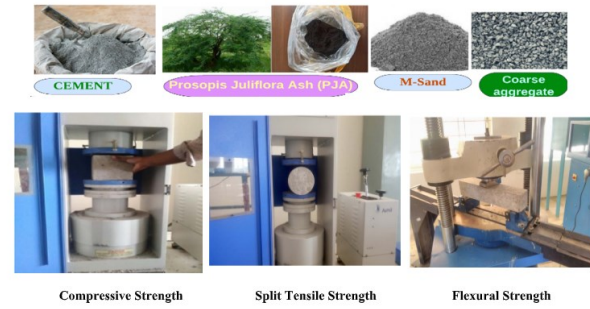 CEMENT
Prosopis Juliflora Ash (PJA)
M-Sand
Coarse
aggregate
Compressive Strength
Split Tensile Strength
Flexural Strength